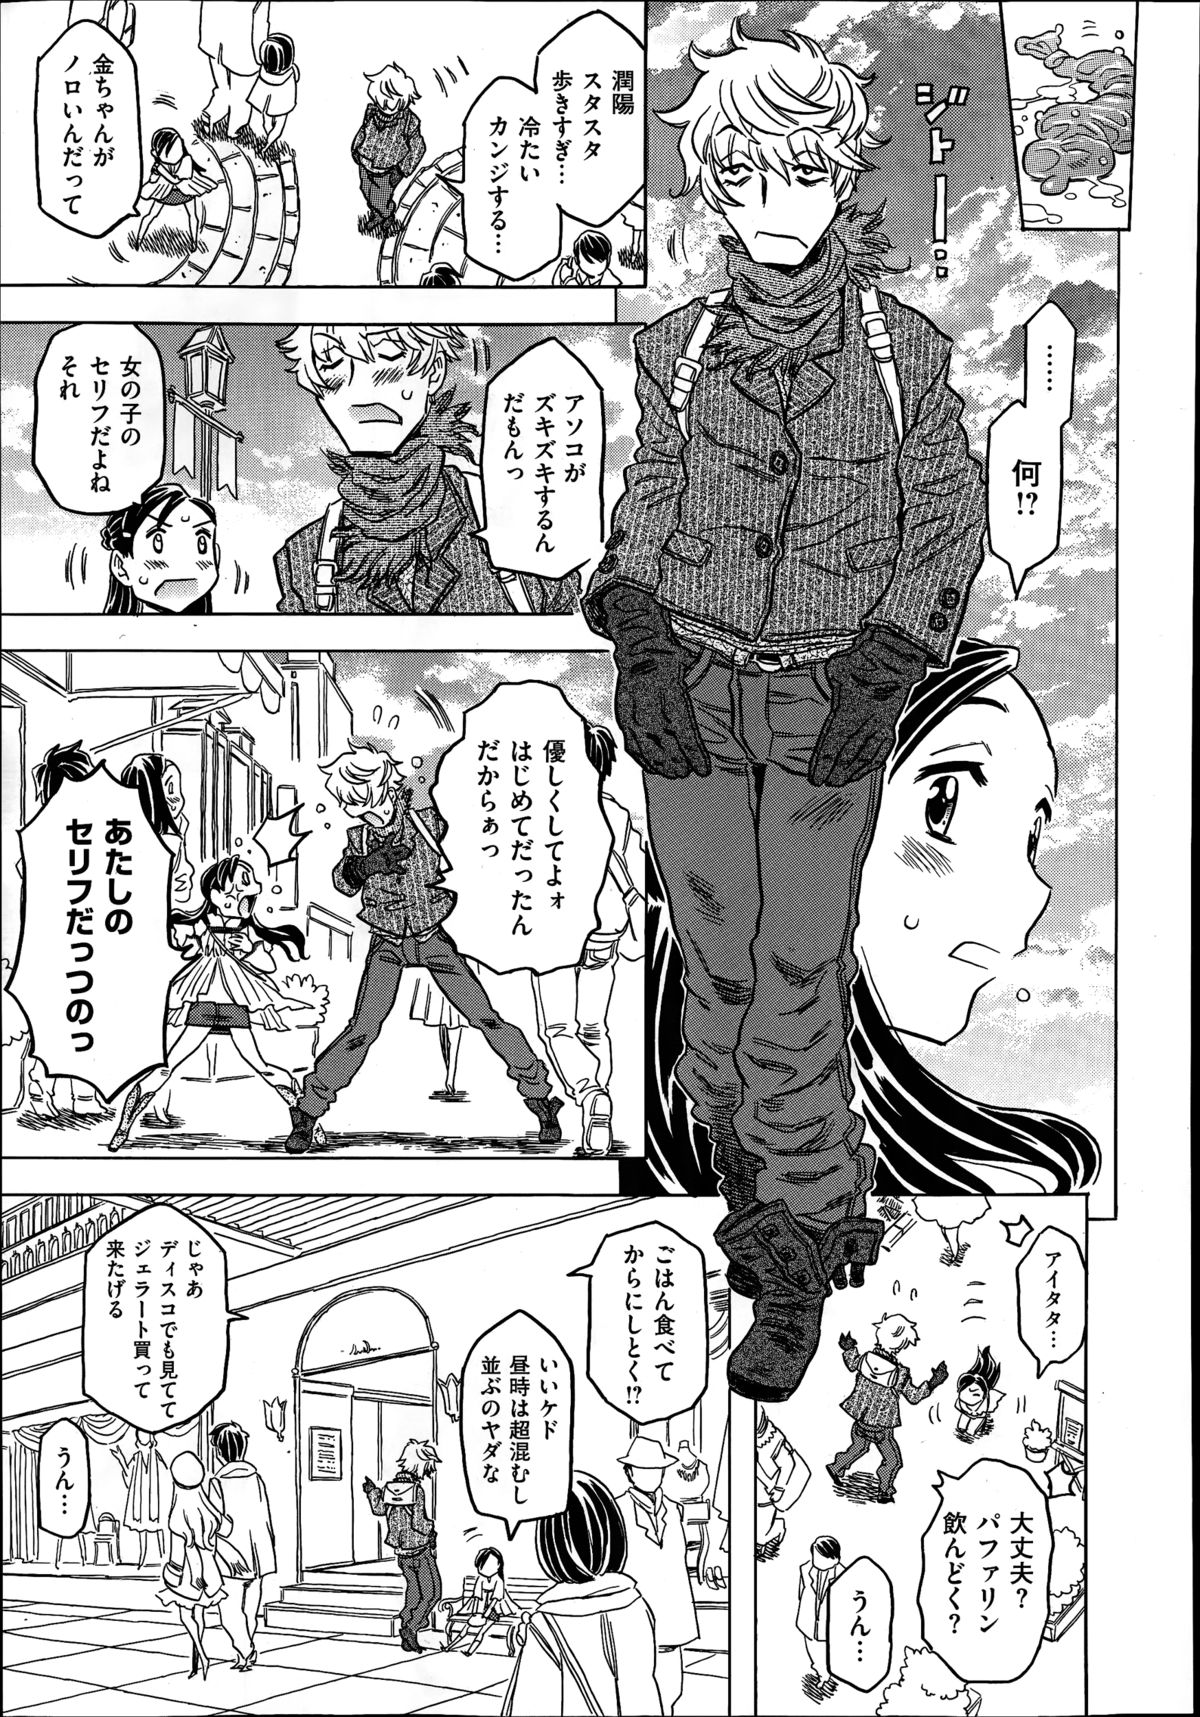 ジトー…
……
何!?
潤陽
スタスタ
歩きすぎ…
冷たい
カンジする…
金ちゃんが
ノロいんだって
アソコが
ズキズキするん
だもんっ
女の子の
セリフだよね
それ
優しくしてよォ
はじめてだったん
だからぁっ
あたしの
セリフだっつのっ
アイタタ…
大丈夫?
パファリン
飲んどく?
うん…
ごはん食べて
からにしとく!?
いいケド
昼時は超混むし
並ぶのヤダな
じゃあ
ディスコでも見てて
ジェラート買って
来たげる
うん…